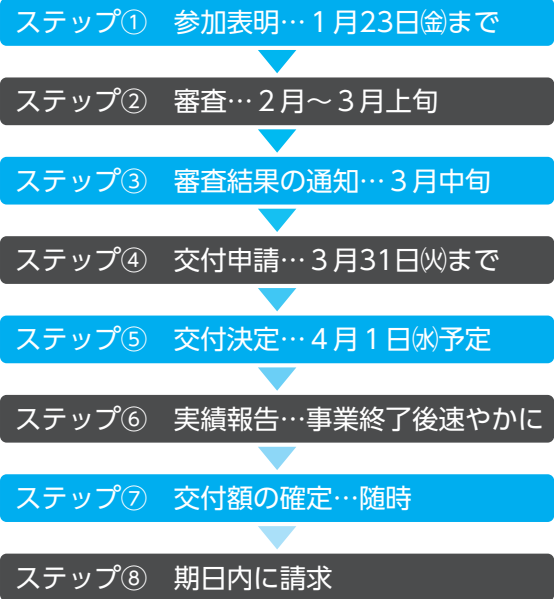 ステップ① 参加表明…１月23日㈮まで
ステップ② 審査…２月～３月上旬
ステップ③ 審査結果の通知…３月中旬
ステップ④ 交付申請…３月31日㈫まで
ステップ⑤ 交付決定…４月１日㈬予定
ステップ⑥ 実績報告…事業終了後速やかに
ステップ⑦ 交付額の確定…随時
ステップ⑧ 期日内に請求